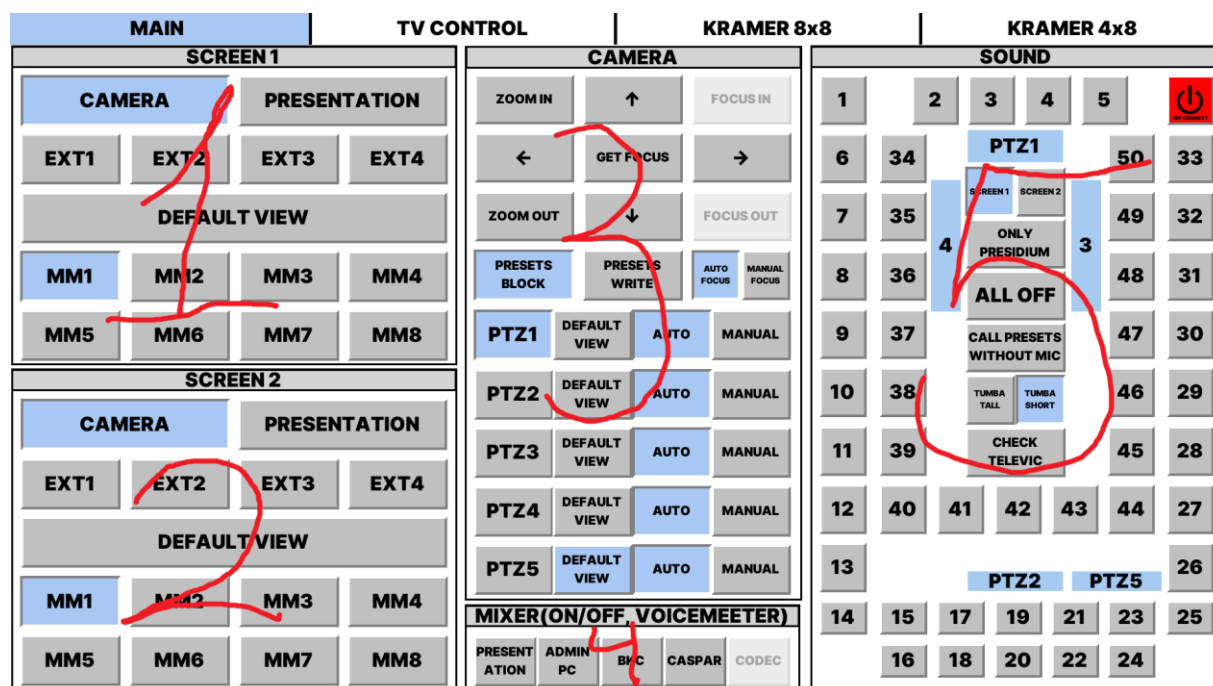 MAIN TV CONTROL KRAMER 8x8 KRAMER 4x8
SCREEN 1
CAMERA PRESENTATION
EXT1 EXT2 EXT3 EXT4
DEFAULT VIEW
MM1 MM2 MM3 MM4
MM5 MM6 MM7 MM8
1
SCREEN 2
CAMERA PRESENTATION
EXT1 EXT2 EXT3 EXT4
DEFAULT VIEW
MM1 MM2 MM3 MM4
MM5 MM6 MM7 MM8
2
CAMERA
ZOOM IN ↑ FOCUS IN
← GET FOCUS →
ZOOM OUT ↓ FOCUS OUT
PRESETS BLOCK PRESETS WRITE AUTO FOCUS MANUAL FOCUS
PTZ1 DEFAULT VIEW AUTO MANUAL
PTZ2 DEFAULT VIEW AUTO MANUAL
PTZ3 DEFAULT VIEW AUTO MANUAL
PTZ4 DEFAULT VIEW AUTO MANUAL
PTZ5 DEFAULT VIEW AUTO MANUAL
3
MIXER(ON/OFF, VOICEMEETER)
PRESENTATION ADMIN PC BKC CASPAR CODEC
4
SOUND
1 2 3 4 5
PTZ1
6 34 50 33
SCREEN 1 SCREEN 2
7 35 49 32
4 ONLY PRESIDIUM 3
8 36 48 31
ALL OFF
9 37 CALL PRESETS WITHOUT MIC 47 30
10 38 TUMBA TALL TUMBA SHORT 46 29
11 39 CHECK TELEVIC 45 28
12 40 41 42 43 44 27
13 26
PTZ2 PTZ5
14 15 17 19 21 23 25
16 18 20 22 24
5